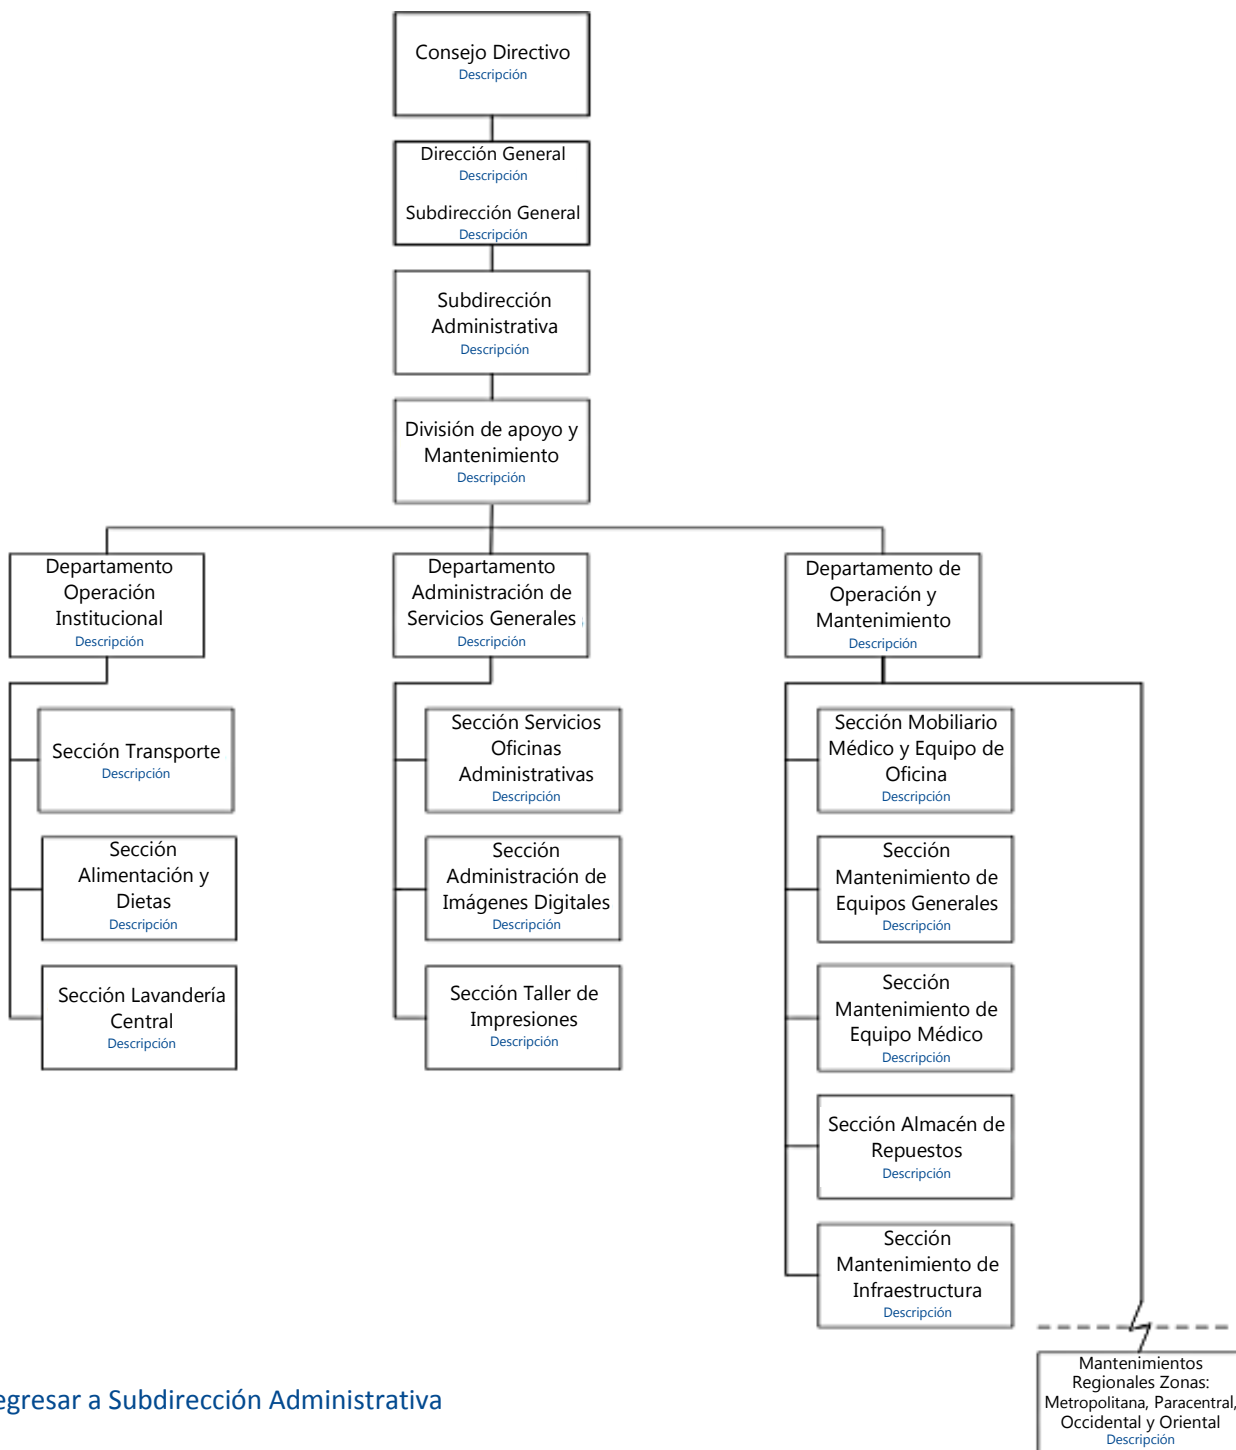 Consejo Directivo
Descripción
Dirección General
Descripción
Subdirección General
Descripción
Subdirección
Administrativa
Descripción
División de apoyo y
Mantenimiento
Descripción
Departamento
Operación
Institucional
Descripción
Departamento
Administración de
Servicios Generales
Descripción
Departamento de
Operación y
Mantenimiento
Descripción
Sección Transporte
Descripción
Sección
Alimentación y
Dietas
Descripción
Sección Lavandería
Central
Descripción
Sección Servicios
Oficinas
Administrativas
Descripción
Sección
Administración de
Imágenes Digitales
Descripción
Sección Taller de
Impresiones
Descripción
Sección Mobiliario
Médico y Equipo de
Oficina
Descripción
Sección
Mantenimiento de
Equipos Generales
Descripción
Sección
Mantenimiento de
Equipo Médico
Descripción
Sección Almacén de
Repuestos
Descripción
Sección
Mantenimiento de
Infraestructura
Descripción
Mantenimientos
Regionales Zonas:
Metropolitana, Paracentral,
Occidental y Oriental
Descripción
egresar a Subdirección Administrativa